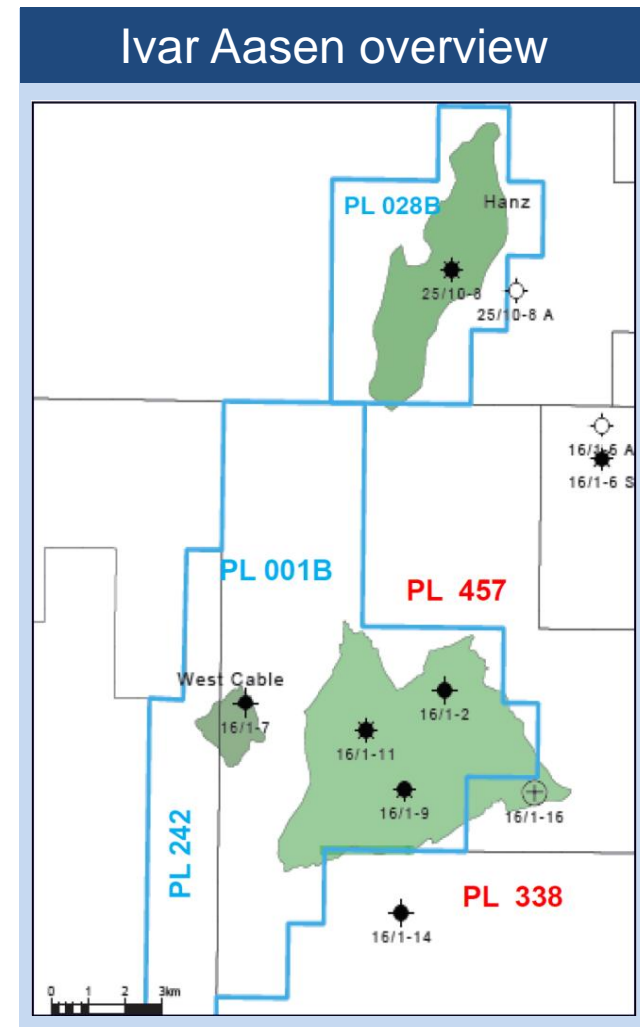 Ivar Aasen overview
PL 028B
Hanz
25/10-8
25/10-8 A
16/1-6 A
16/1-6 S
PL 001B
PL 457
West Cable
16/1-7
16/1-2
16/1-11
16/1-9
16/1-16
PL 242
PL 338
16/1-14
0 1 2 3km